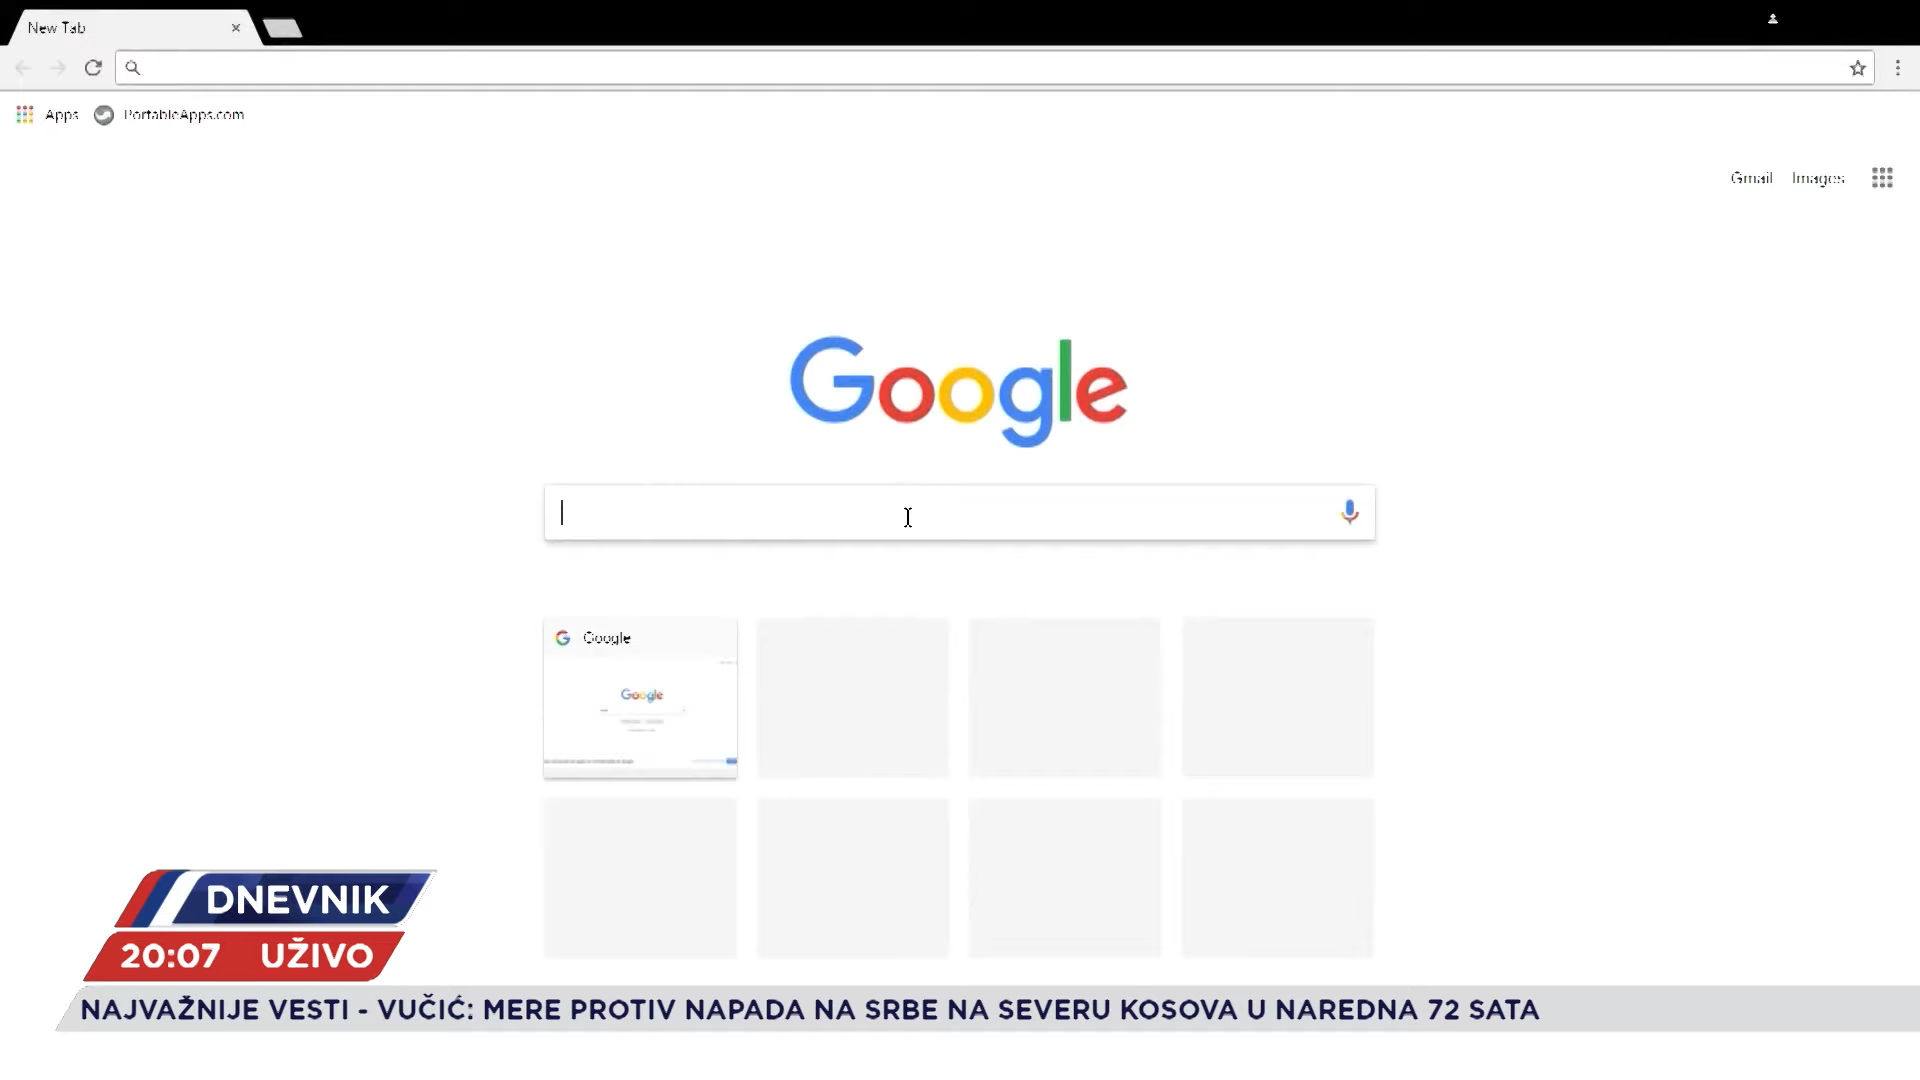 New Tab
Apps PortableApps.com
Gmail Images
Google
Google
Google
DNEVNIK
20:07 UŽIVO
NAJVAŽNIJE VESTI - VUČIĆ: MERE PROTIV NAPADA NA SRBE NA SEVERU KOSOVA U NAREDNA 72 SATA